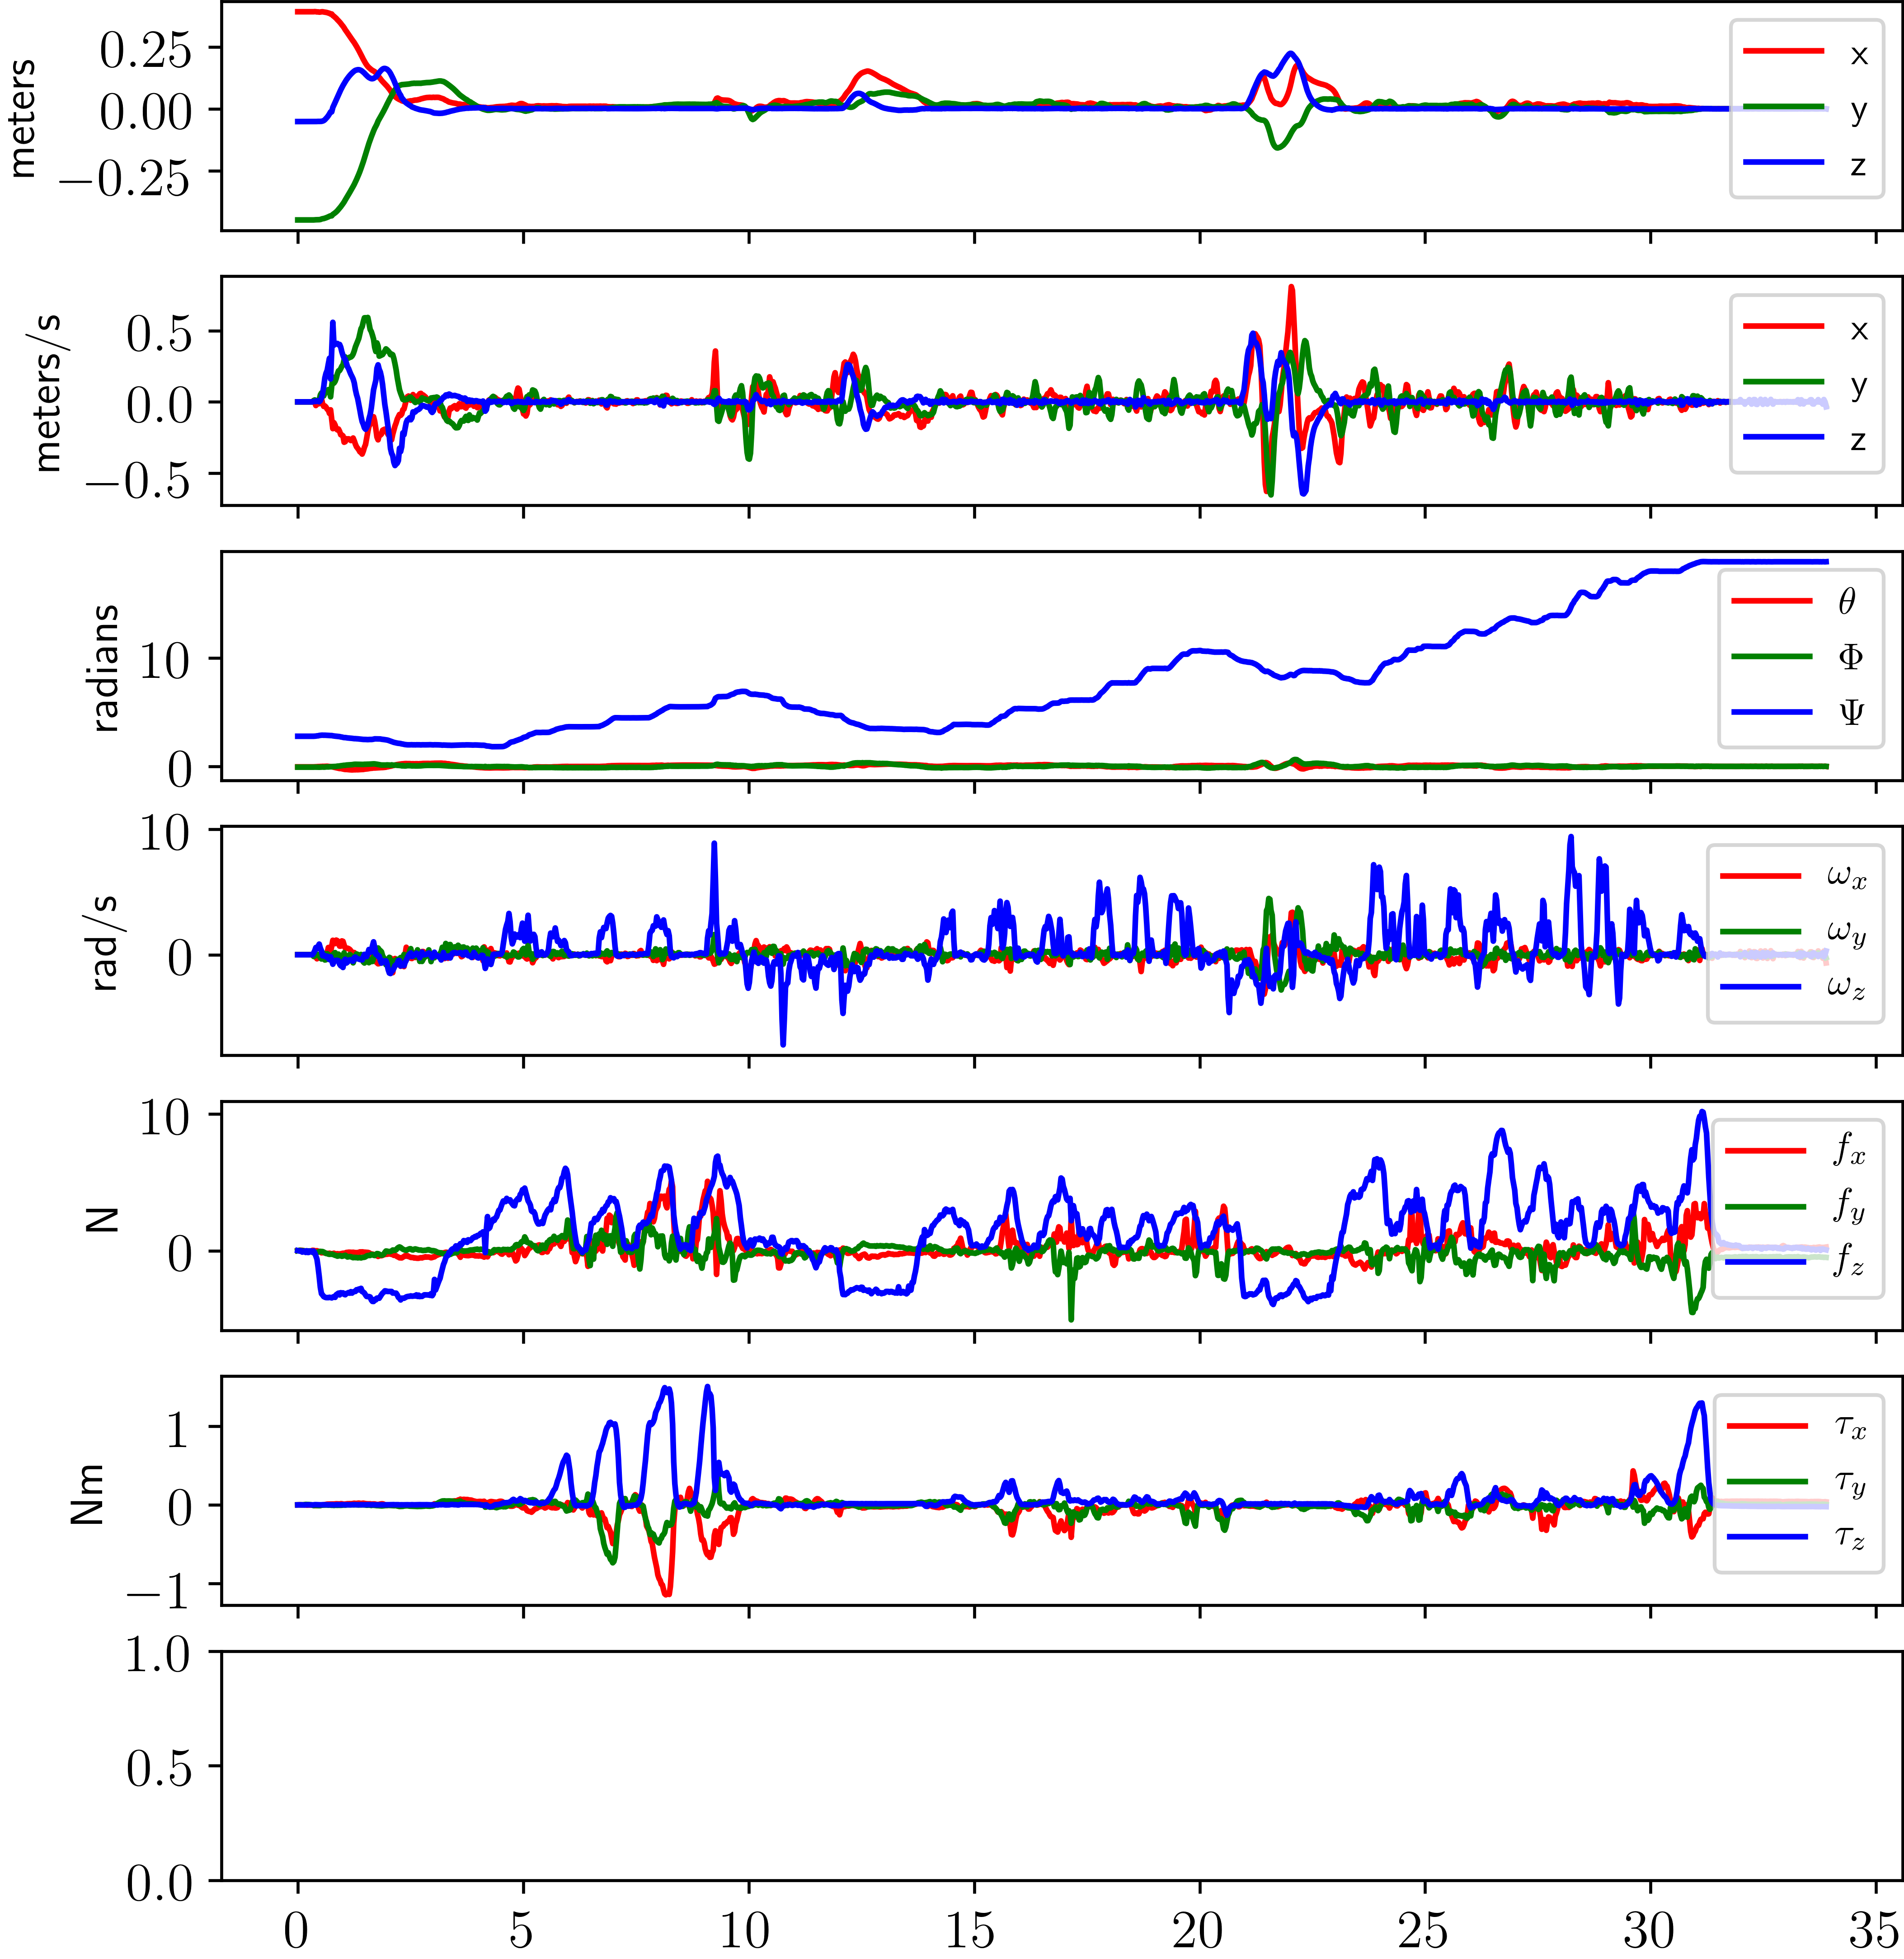 meters
0.25
0.00
−0.25
x
y
z
meters/s
0.5
0.0
−0.5
x
y
z
radians
10
0
θ
Φ
Ψ
rad/s
10
0
ω_x
ω_y
ω_z
N
10
0
f_x
f_y
f_z
Nm
1
0
−1
τ_x
τ_y
τ_z
1.0
0.5
0.0
0 5 10 15 20 25 30 35